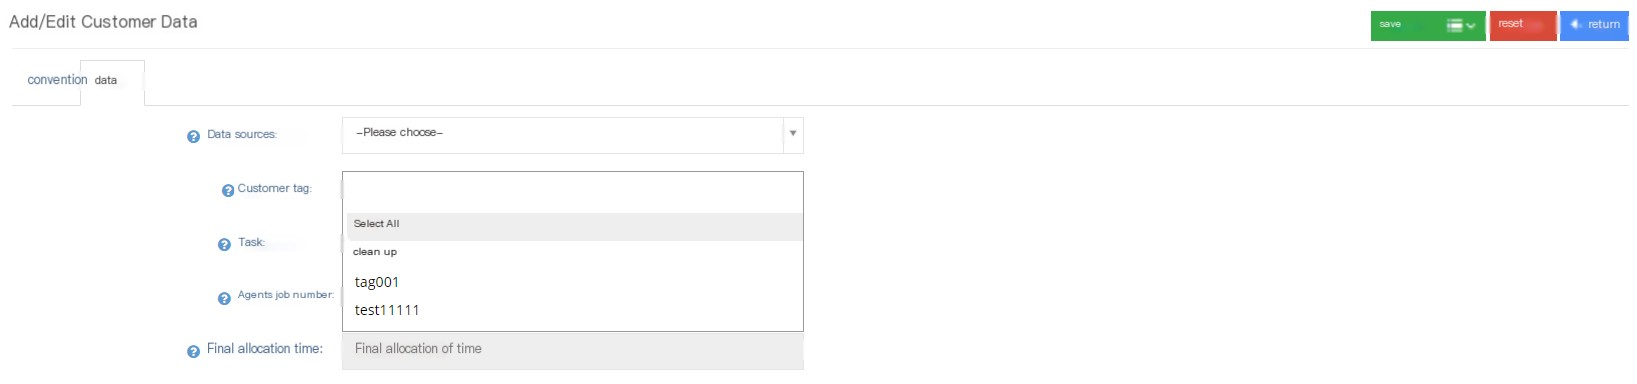 Add/Edit Customer Data
save
reset
return
convention
data
Data sources:
–Please choose–
Customer tag:
Select All
Task:
clean up
tag001
Agents job number:
test11111
Final allocation time:
Final allocation of time